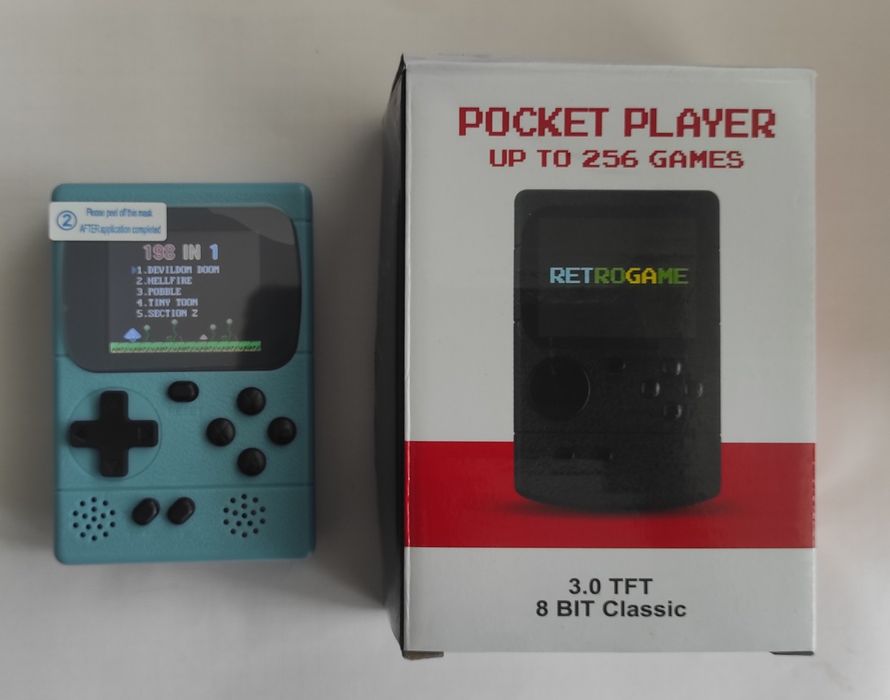 ② Please peel off this mask
AFTER application completed
198 IN 1
1.DEVILDOM DOOM
2.HELLFIRE
3.POBBLE
4.TINY TOON
5.SECTION Z
POCKET PLAYER
UP TO 256 GAMES
RETROGAME
3.0 TFT
8 BIT Classic